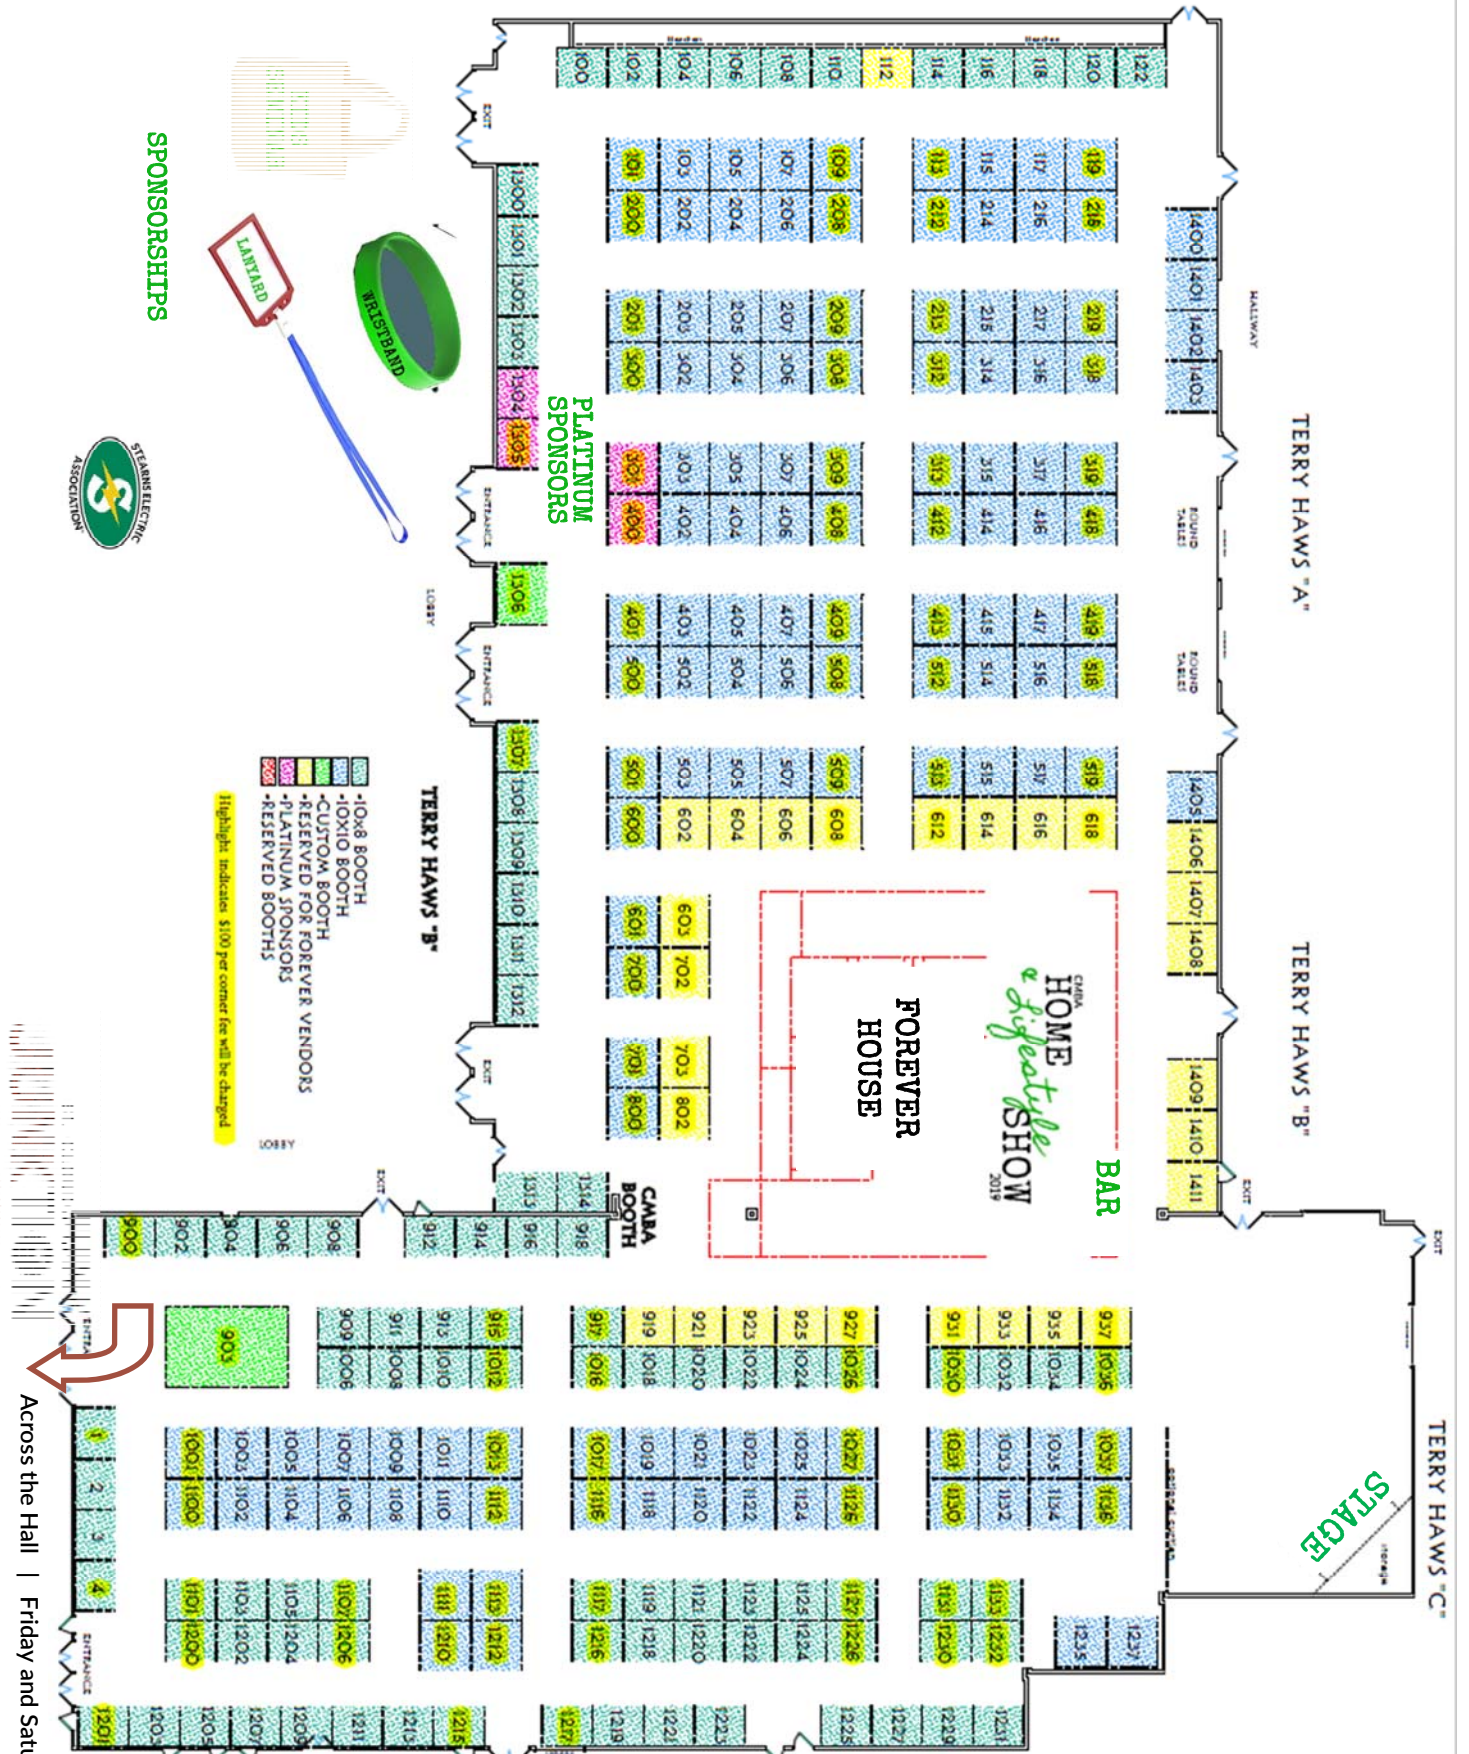 TERRY HAWS "A"
TERRY HAWS "B"
TERRY HAWS "C"
HALLWAY
ROUND
TABLES
ROUND
TABLES
EXIT
EXIT
STAGE
storage
1400 1401 1402 1403
1405 1406 1407 1408
1409 1410 1411
122
120
118
116
114
112
110
108
106
104
102
100
119 218
117 216
115 214
113 212
109 208
107 206
105 204
103 202
101 200
219 318
217 316
215 314
213 312
209 308
207 306
205 304
203 302
201 300
319 418
317 416
315 414
313 412
309 408
307 406
305 404
303 402
301 400
419 518
417 516
415 514
413 512
409 508
407 506
405 504
403 502
401 500
519 618
517 616
515 614
513 612
509 608
507 606
505 604
503 602
501 600
603 702
601 700
703 802
701 800
BAR
CMBA
HOME
& Lifestyle
SHOW
2019
FOREVER
HOUSE
CMBA
BOOTH
PLATINUM
SPONSORS
1300 1301 1302 1303 1304 1305
1306
1307 1308 1309 1310 1311 1312
1314
1313
EXIT
ENTRANCE
ENTRANCE
EXIT
LOBBY
TERRY HAWS "B"
10x8 BOOTH
10X10 BOOTH
CUSTOM BOOTH
RESERVED FOR FOREVER VENDORS
PLATINUM SPONSORS
RESERVED BOOTHS
Highlight indicates $100 per corner fee will be charged
LOBBY
EXIT
WRISTBAND
LANYARD
SPONSORSHIPS
STEARNS ELECTRIC
ASSOCIATION
918
916
914
912
908
906
904
902
900
937 1036
935 1034
933 1032
931 1030
927 1026
925 1024
923 1022
921 1020
919 1018
917 1016
915 1012
913 1010
911 1008
909 1006
903
1037 1136
1035 1134
1033 1132
1031 1130
1027 1126
1025 1124
1023 1122
1021 1120
1019 1118
1017 1116
1013 1112
1011 1110
1009 1108
1007 1106
1005 1104
1003 1102
1001 1100
1133 1232
1131 1230
1127 1226
1125 1224
1123 1222
1121 1220
1119 1218
1117 1216
1113 1212
1111 1210
1107 1206
1105 1204
1103 1202
1101 1200
1237
1235
1231
1229
1227
1225
1223
1221
1219
1217
1215
1213
1211
1209
1207
1205
1203
1201
1 2 3 4
ENTRANCE
Across the Hall | Friday and Satu